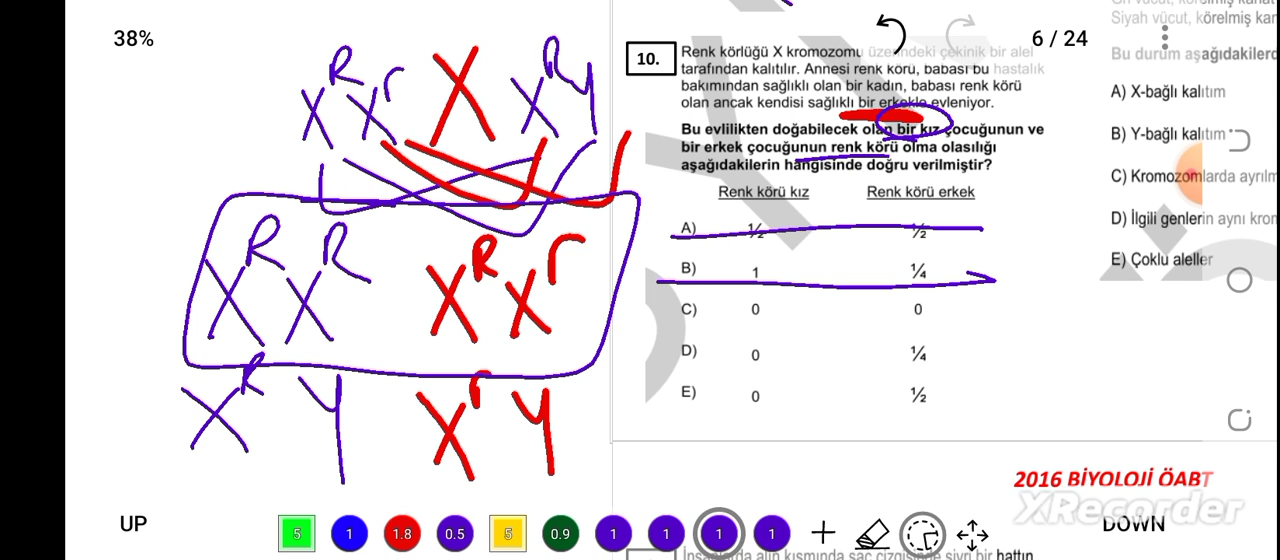 38%
6 / 24
X^R X^r X X^R y
X^R X^R X^R X^r
X^R y X^r y
10.
Renk körlüğü X kromozomu üzerindeki çekinik bir alel
tarafından kalıtılır. Annesi renk körü, babası bu hastalık
bakımından sağlıklı olan bir kadın, babası renk körü
olan ancak kendisi sağlıklı bir erkekle evleniyor.
Bu evlilikten doğabilecek olan bir kız çocuğunun ve
bir erkek çocuğunun renk körü olma olasılığı
aşağıdakilerin hangisinde doğru verilmiştir?
Renk körü kız Renk körü erkek
A) ½ ½
B) 1 ¼
C) 0 0
D) 0 ¼
E) 0 ½
Siyah vücut, körelmiş
Bu durum
A) X-bağlı kalıtım
B) Y-bağlı kalıtım
C) Kromozomlarda
D) İlgili genlerin aynı
E) Çoklu aleller
2016 BİYOLOJİ ÖABT
XRecorder
UP
5 1 1.8 0.5 5 0.9 1 1 1 1
DOWN